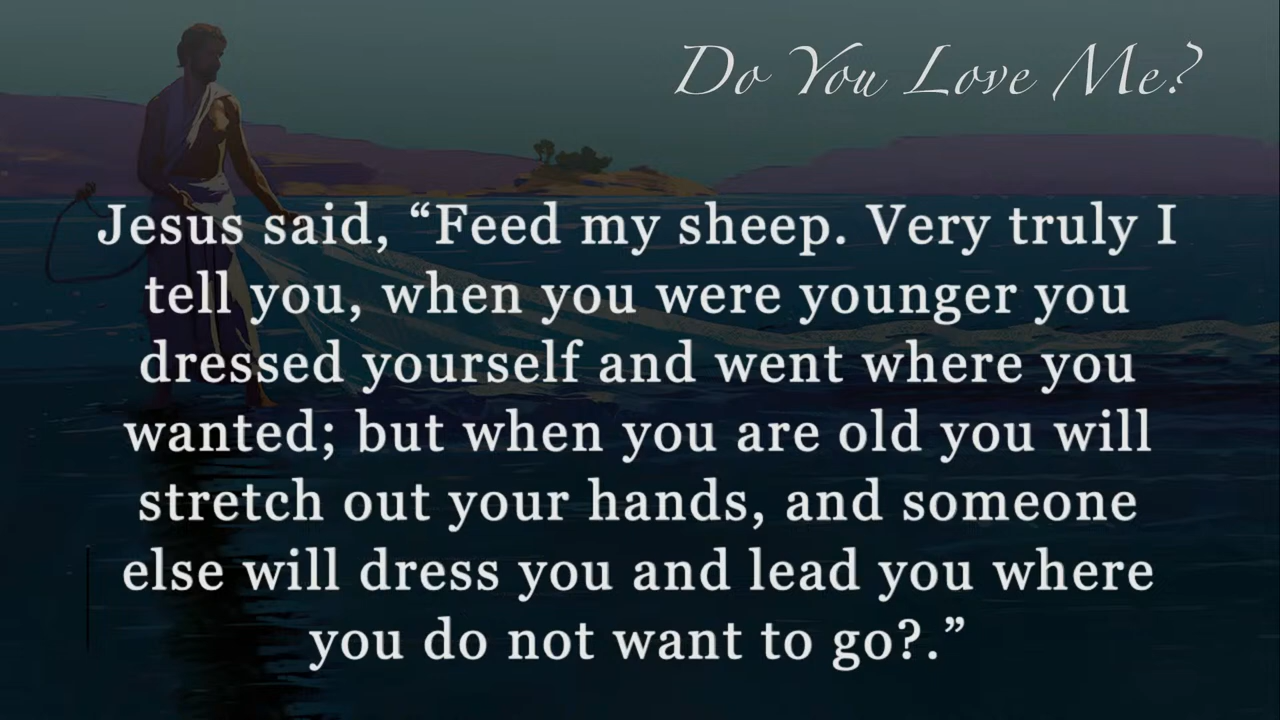 Do You Love Me?
Jesus said, “Feed my sheep. Very truly I
tell you, when you were younger you
dressed yourself and went where you
wanted; but when you are old you will
stretch out your hands, and someone
else will dress you and lead you where
you do not want to go?.”